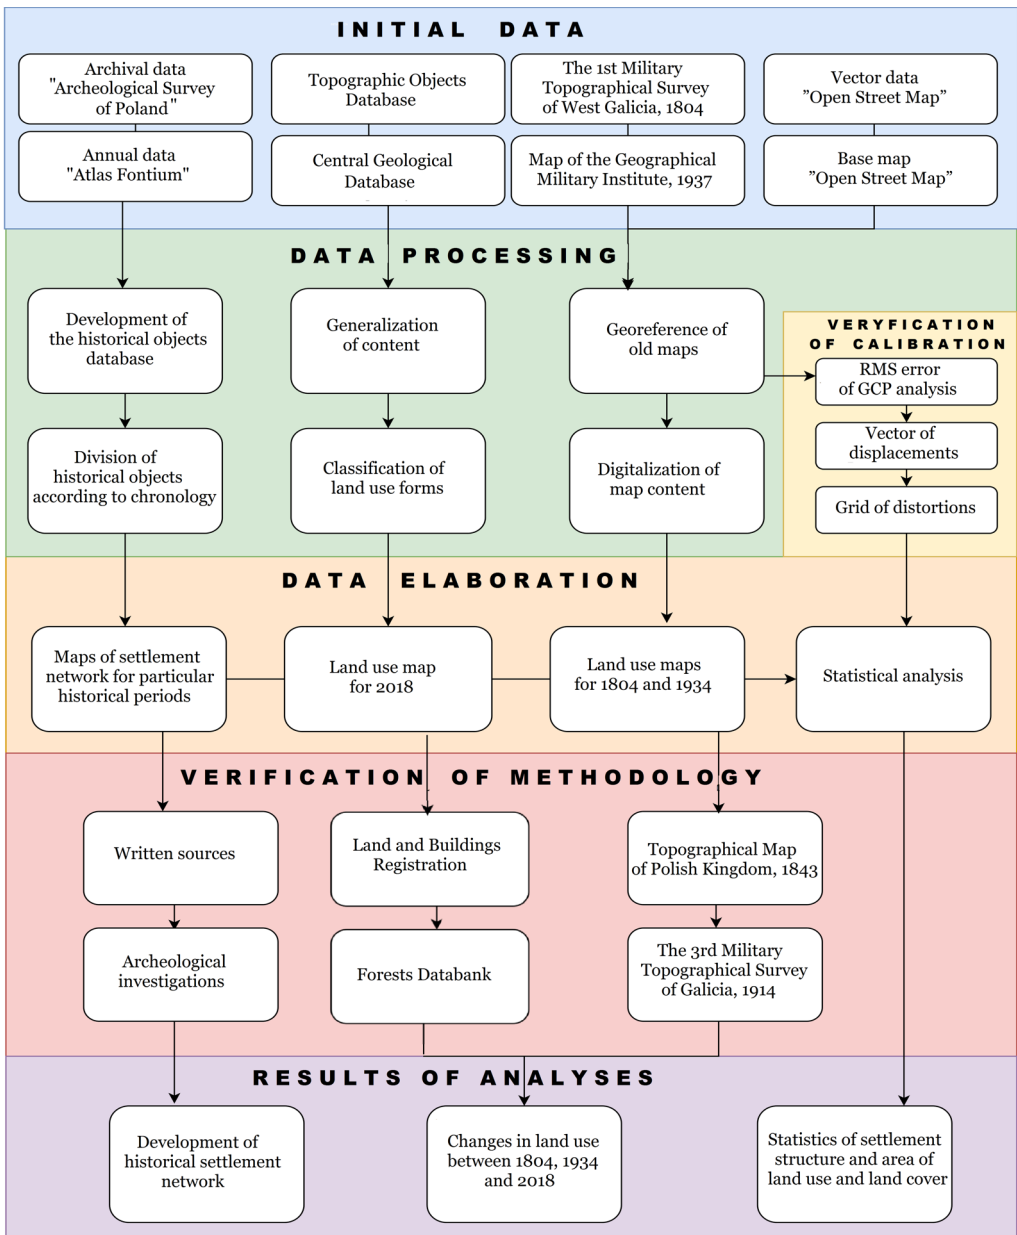 INITIAL DATA
Archival data
"Archeological Survey
of Poland"
Topographic Objects
Database
The 1st Military
Topographical Survey
of West Galicia, 1804
Vector data
”Open Street Map”
Annual data
"Atlas Fontium"
Central Geological
Database
Map of the Geographical
Military Institute, 1937
Base map
”Open Street Map”
DATA PROCESSING
Development of
the historical objects
database
Generalization
of content
Georeference of
old maps
VERYFICATION
OF CALIBRATION
RMS error
of GCP analysis
Vector of
displacements
Grid of distortions
Division of
historical objects
according to chronology
Classification of
land use forms
Digitalization of
map content
DATA ELABORATION
Maps of settlement
network for particular
historical periods
Land use map
for 2018
Land use maps
for 1804 and 1934
Statistical analysis
VERIFICATION OF METHODOLOGY
Written sources
Land and Buildings
Registration
Topographical Map
of Polish Kingdom, 1843
Archeological
investigations
Forests Databank
The 3rd Military
Topographical Survey
of Galicia, 1914
RESULTS OF ANALYSES
Development of
historical settlement
network
Changes in land use
between 1804, 1934
and 2018
Statistics of settlement
structure and area of
land use and land cover